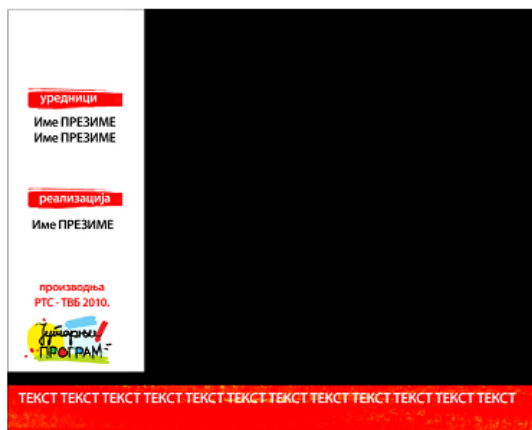 уредници
Име ПРЕЗИМЕ
Име ПРЕЗИМЕ
реализација
Име ПРЕЗИМЕ
производња
РТС - ТВБ 2010.
Јутарњи
ПРОГРАМ
ТЕКСТ ТЕКСТ ТЕКСТ ТЕКСТ ТЕКСТ ТЕКСТ ТЕКСТ ТЕКСТ ТЕКСТ ТЕКСТ ТЕКСТ ТЕКСТ